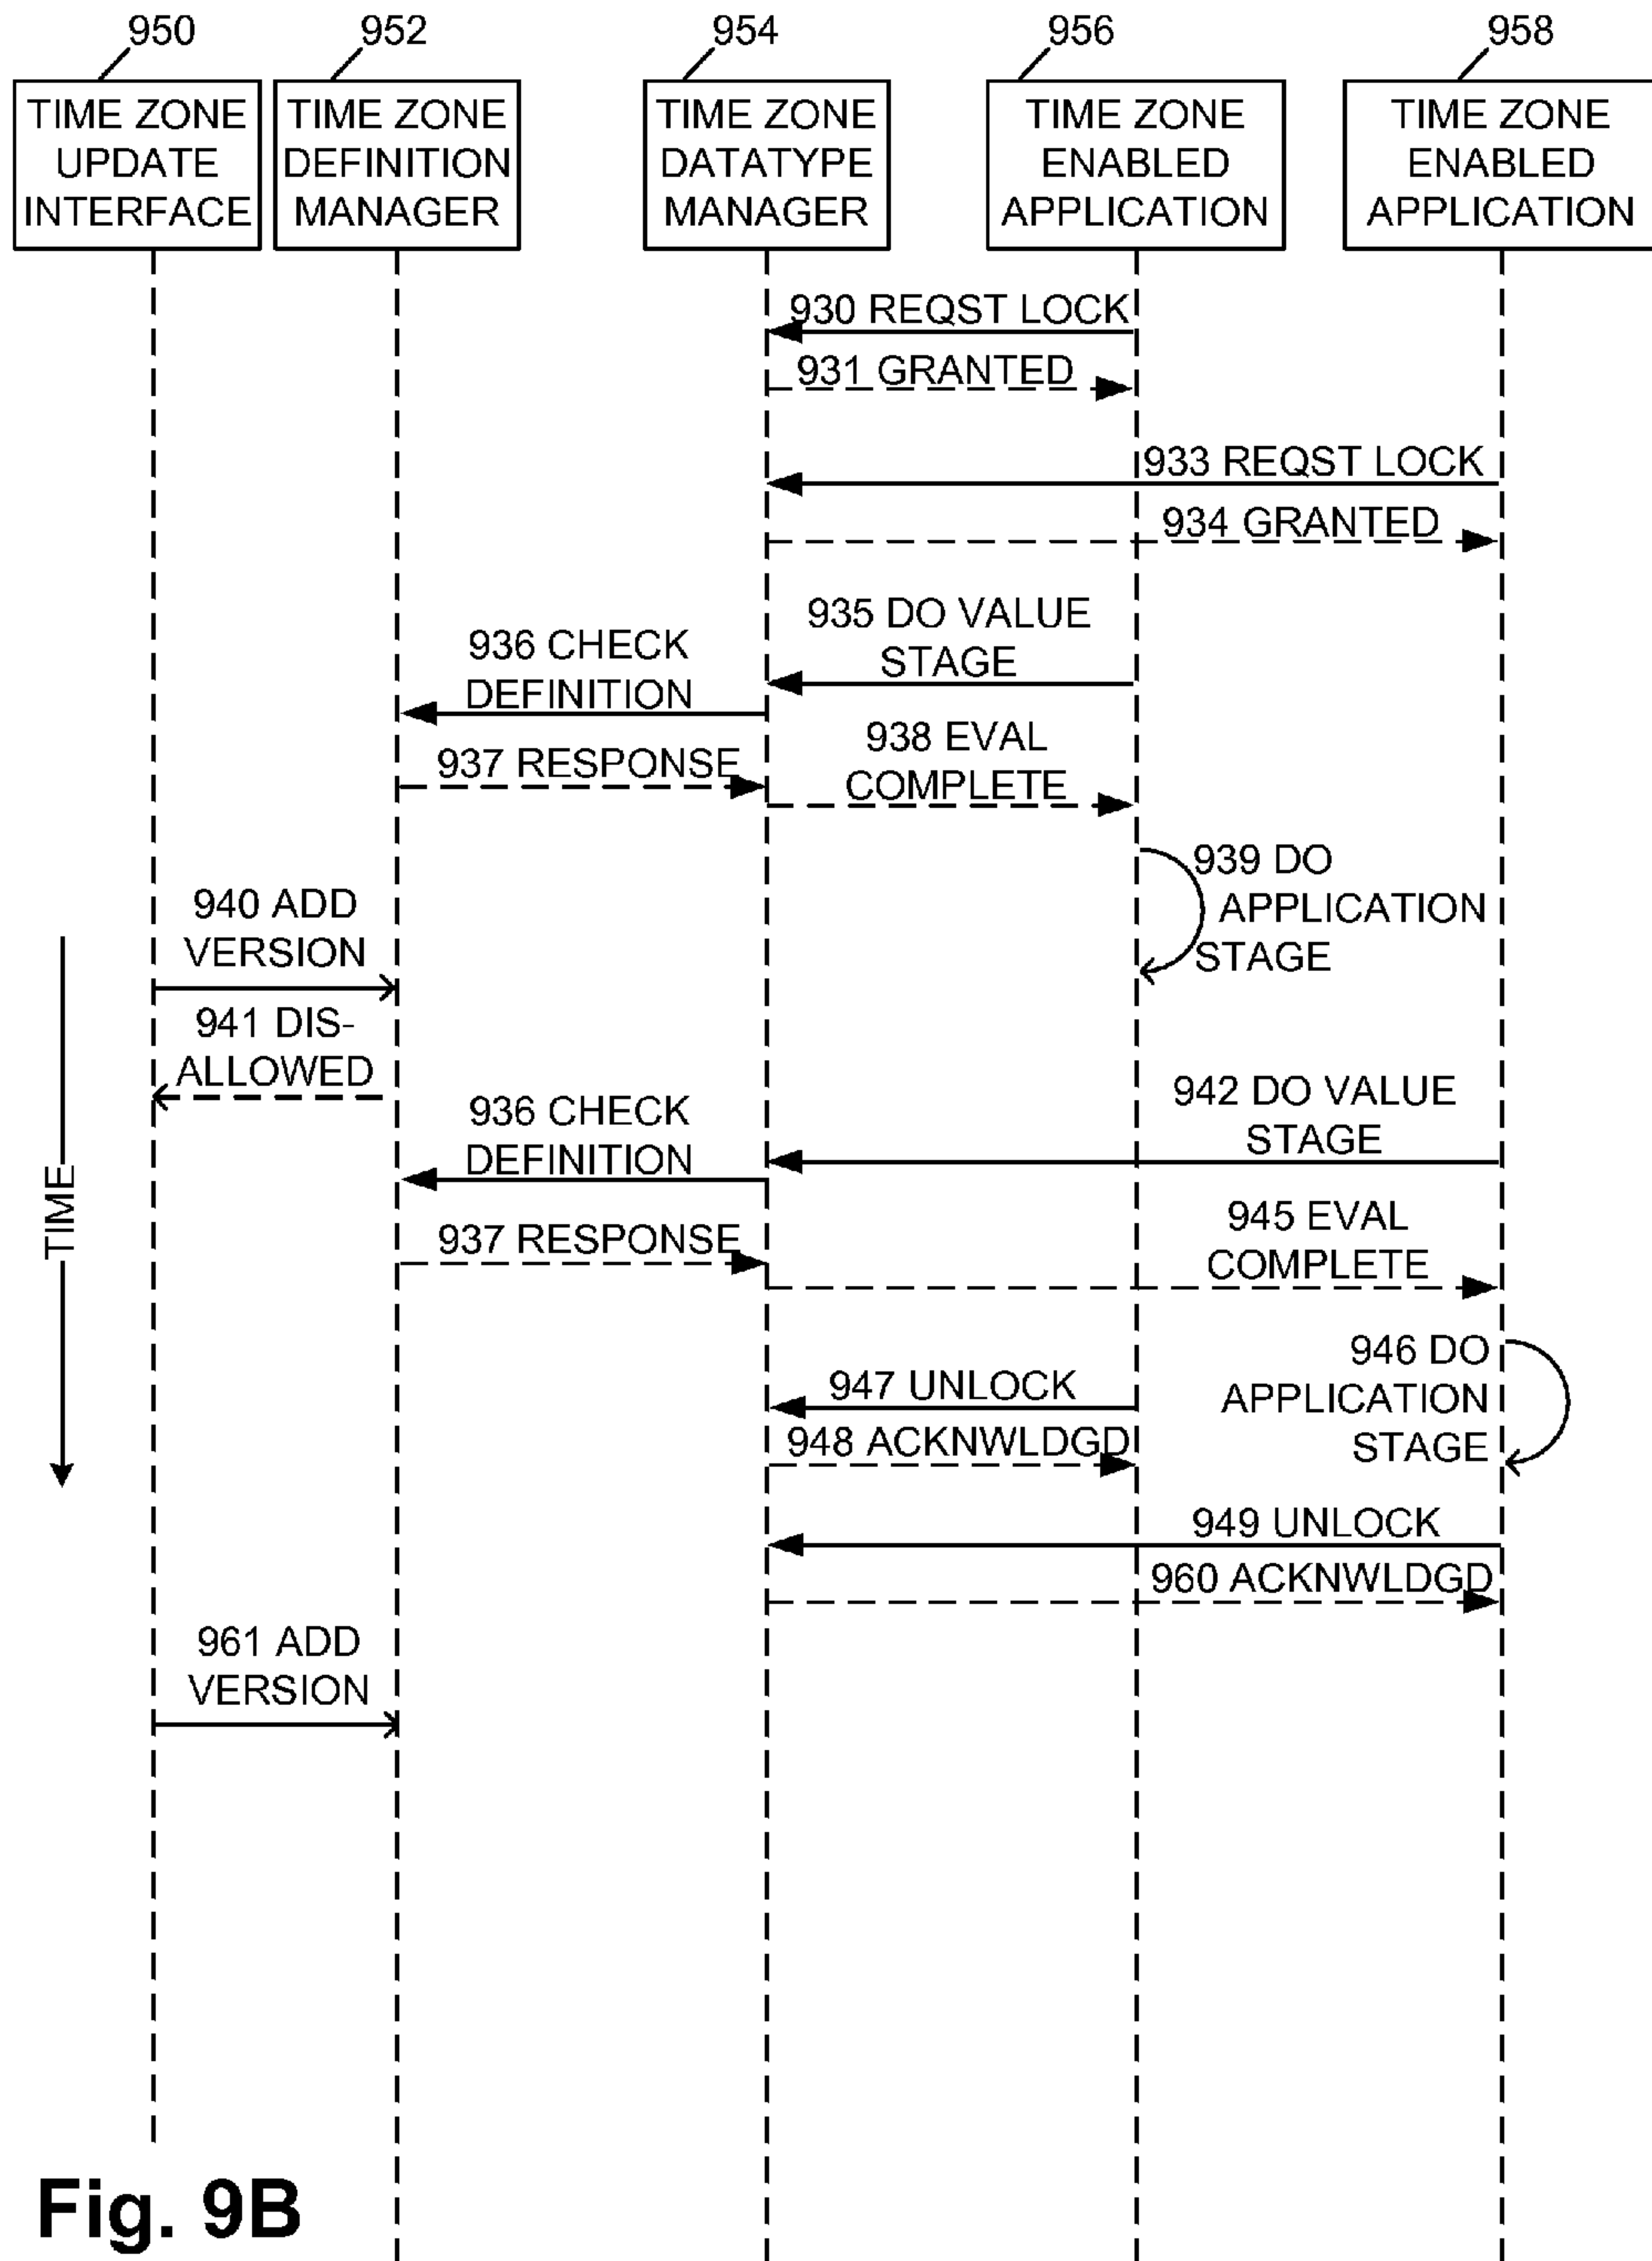 950
952
954
956
958
TIME ZONE
UPDATE
INTERFACE
TIME ZONE
DEFINITION
MANAGER
TIME ZONE
DATATYPE
MANAGER
TIME ZONE
ENABLED
APPLICATION
TIME ZONE
ENABLED
APPLICATION
930 REQST LOCK
931 GRANTED
933 REQST LOCK
934 GRANTED
935 DO VALUE
STAGE
936 CHECK
DEFINITION
937 RESPONSE
938 EVAL
COMPLETE
939 DO
APPLICATION
STAGE
940 ADD
VERSION
941 DIS-
ALLOWED
942 DO VALUE
STAGE
936 CHECK
DEFINITION
937 RESPONSE
945 EVAL
COMPLETE
TIME
946 DO
APPLICATION
STAGE
947 UNLOCK
948 ACKNWLDGD
949 UNLOCK
960 ACKNWLDGD
961 ADD
VERSION
Fig. 9B